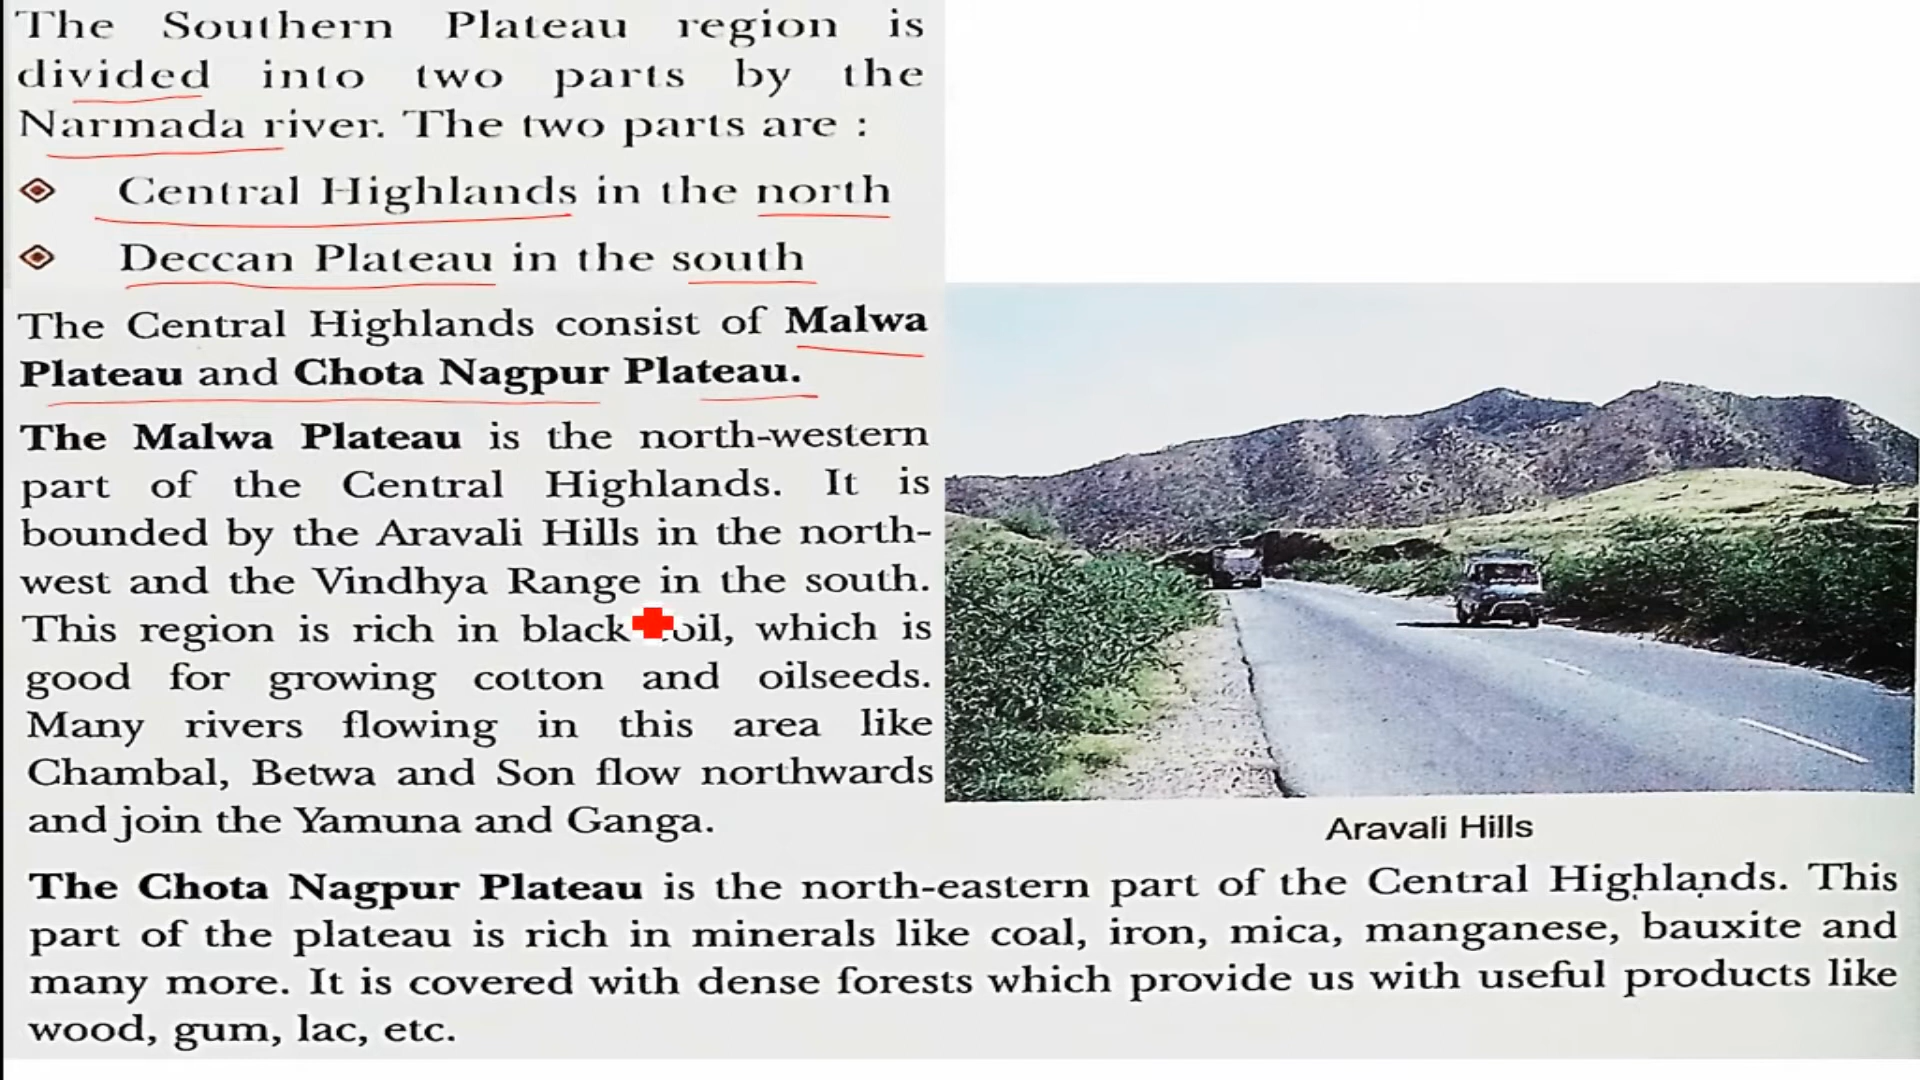 The Southern Plateau region is
divided into two parts by the
Narmada river. The two parts are :
Central Highlands in the north
Deccan Plateau in the south
The Central Highlands consist of Malwa
Plateau and Chota Nagpur Plateau.
The Malwa Plateau is the north-western
part of the Central Highlands. It is
bounded by the Aravali Hills in the north-
west and the Vindhya Range in the south.
This region is rich in black soil, which is
good for growing cotton and oilseeds.
Many rivers flowing in this area like
Chambal, Betwa and Son flow northwards
and join the Yamuna and Ganga.
Aravali Hills
The Chota Nagpur Plateau is the north-eastern part of the Central Highlands. This
part of the plateau is rich in minerals like coal, iron, mica, manganese, bauxite and
many more. It is covered with dense forests which provide us with useful products like
wood, gum, lac, etc.